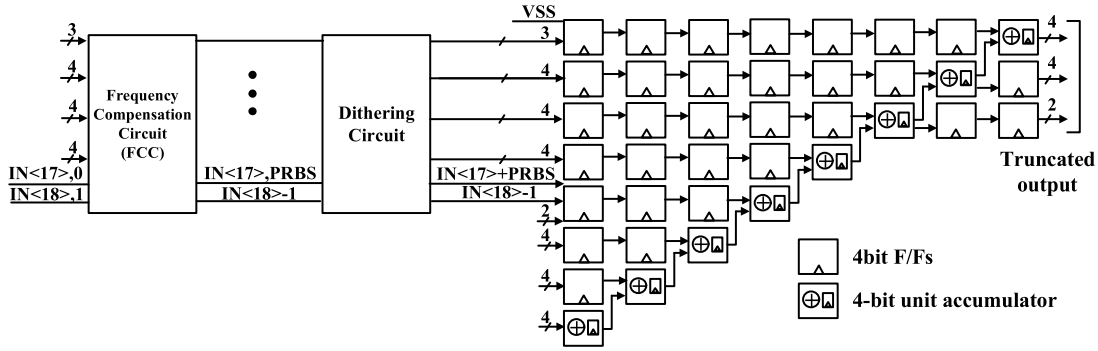 VSS
3
3
4
4
4
4
4
Frequency
Compensation
Circuit
(FCC)
Dithering
Circuit
4
4
4
2
IN<17>,0
IN<18>,1
IN<17>,PRBS
IN<18>-1
IN<17>+PRBS
IN<18>-1
2
4
4
4
Truncated
output
4bit F/Fs
4-bit unit accumulator